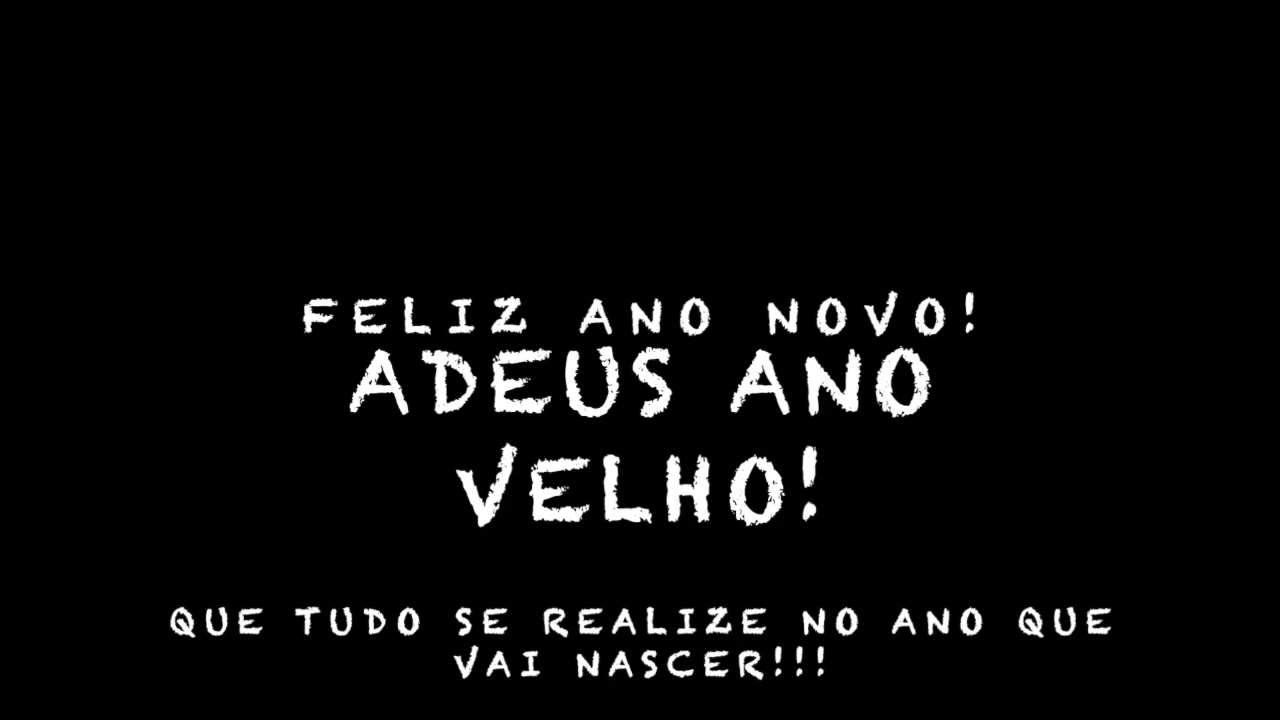 FELIZ ANO NOVO!
ADEUS ANO
VELHO!
QUE TUDO SE REALIZE NO ANO QUE
VAI NASCER!!!